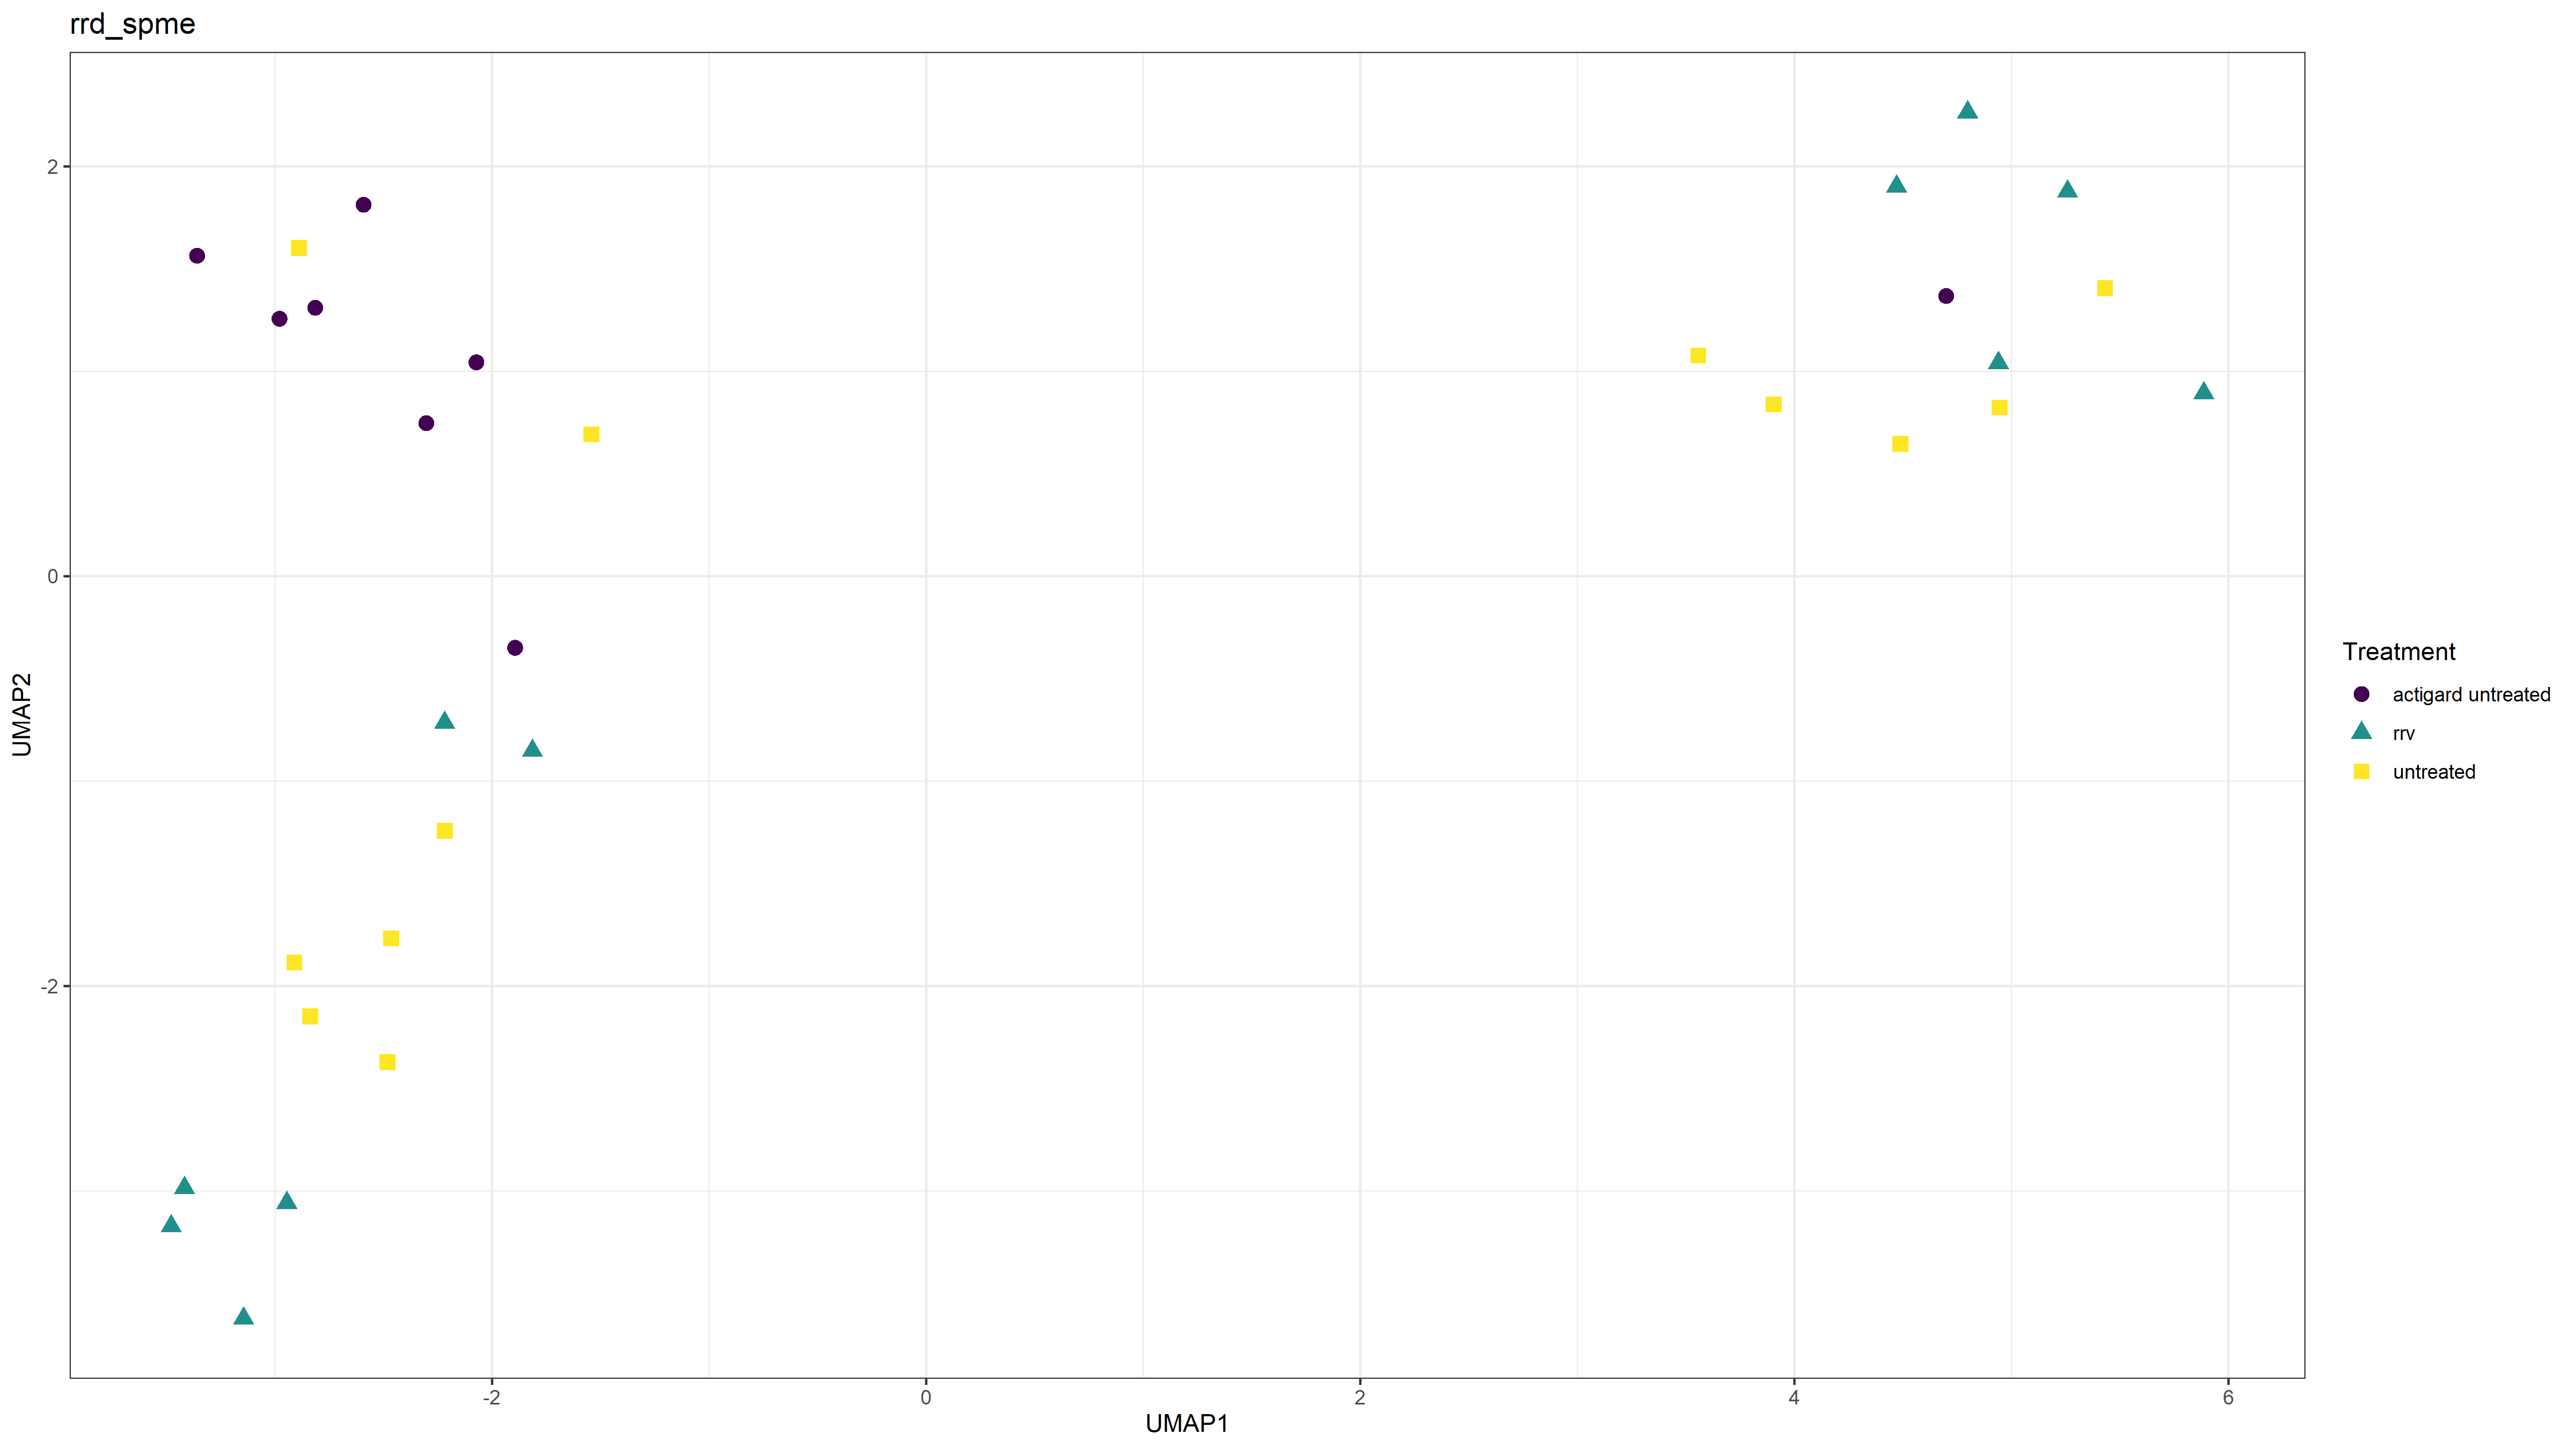 rrd_spme
2
0
-2
UMAP2
-2
0
2
4
6
UMAP1
Treatment
actigard untreated
rrv
untreated